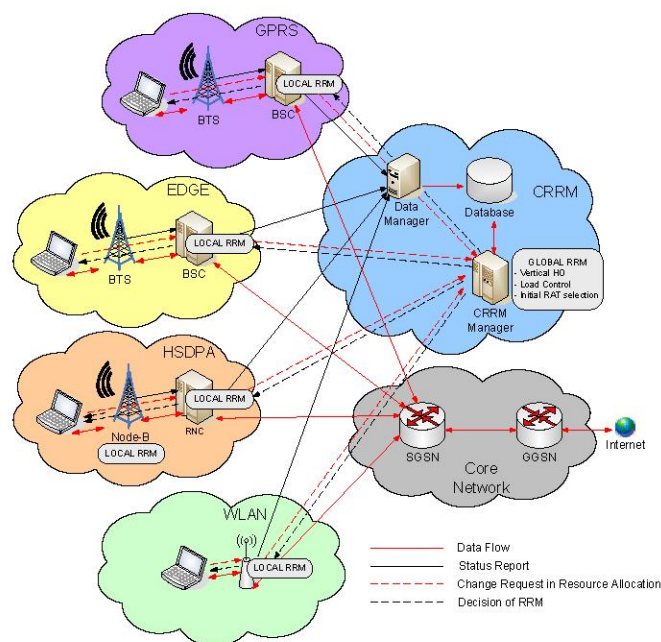 GPRS
LOCAL RRM
BTS
BSC
EDGE
LOCAL RRM
BTS
BSC
HSDPA
LOCAL RRM
Node-B
RNC
LOCAL RRM
WLAN
LOCAL RRM
CRRM
Data
Manager
Database
GLOBAL RRM
- Vertical HO
- Load Control
- Initial RAT selection
CRRM
Manager
SGSN
GGSN
Internet
Core
Network
Data Flow
Status Report
Change Request in Resource Allocation
Decision of RRM